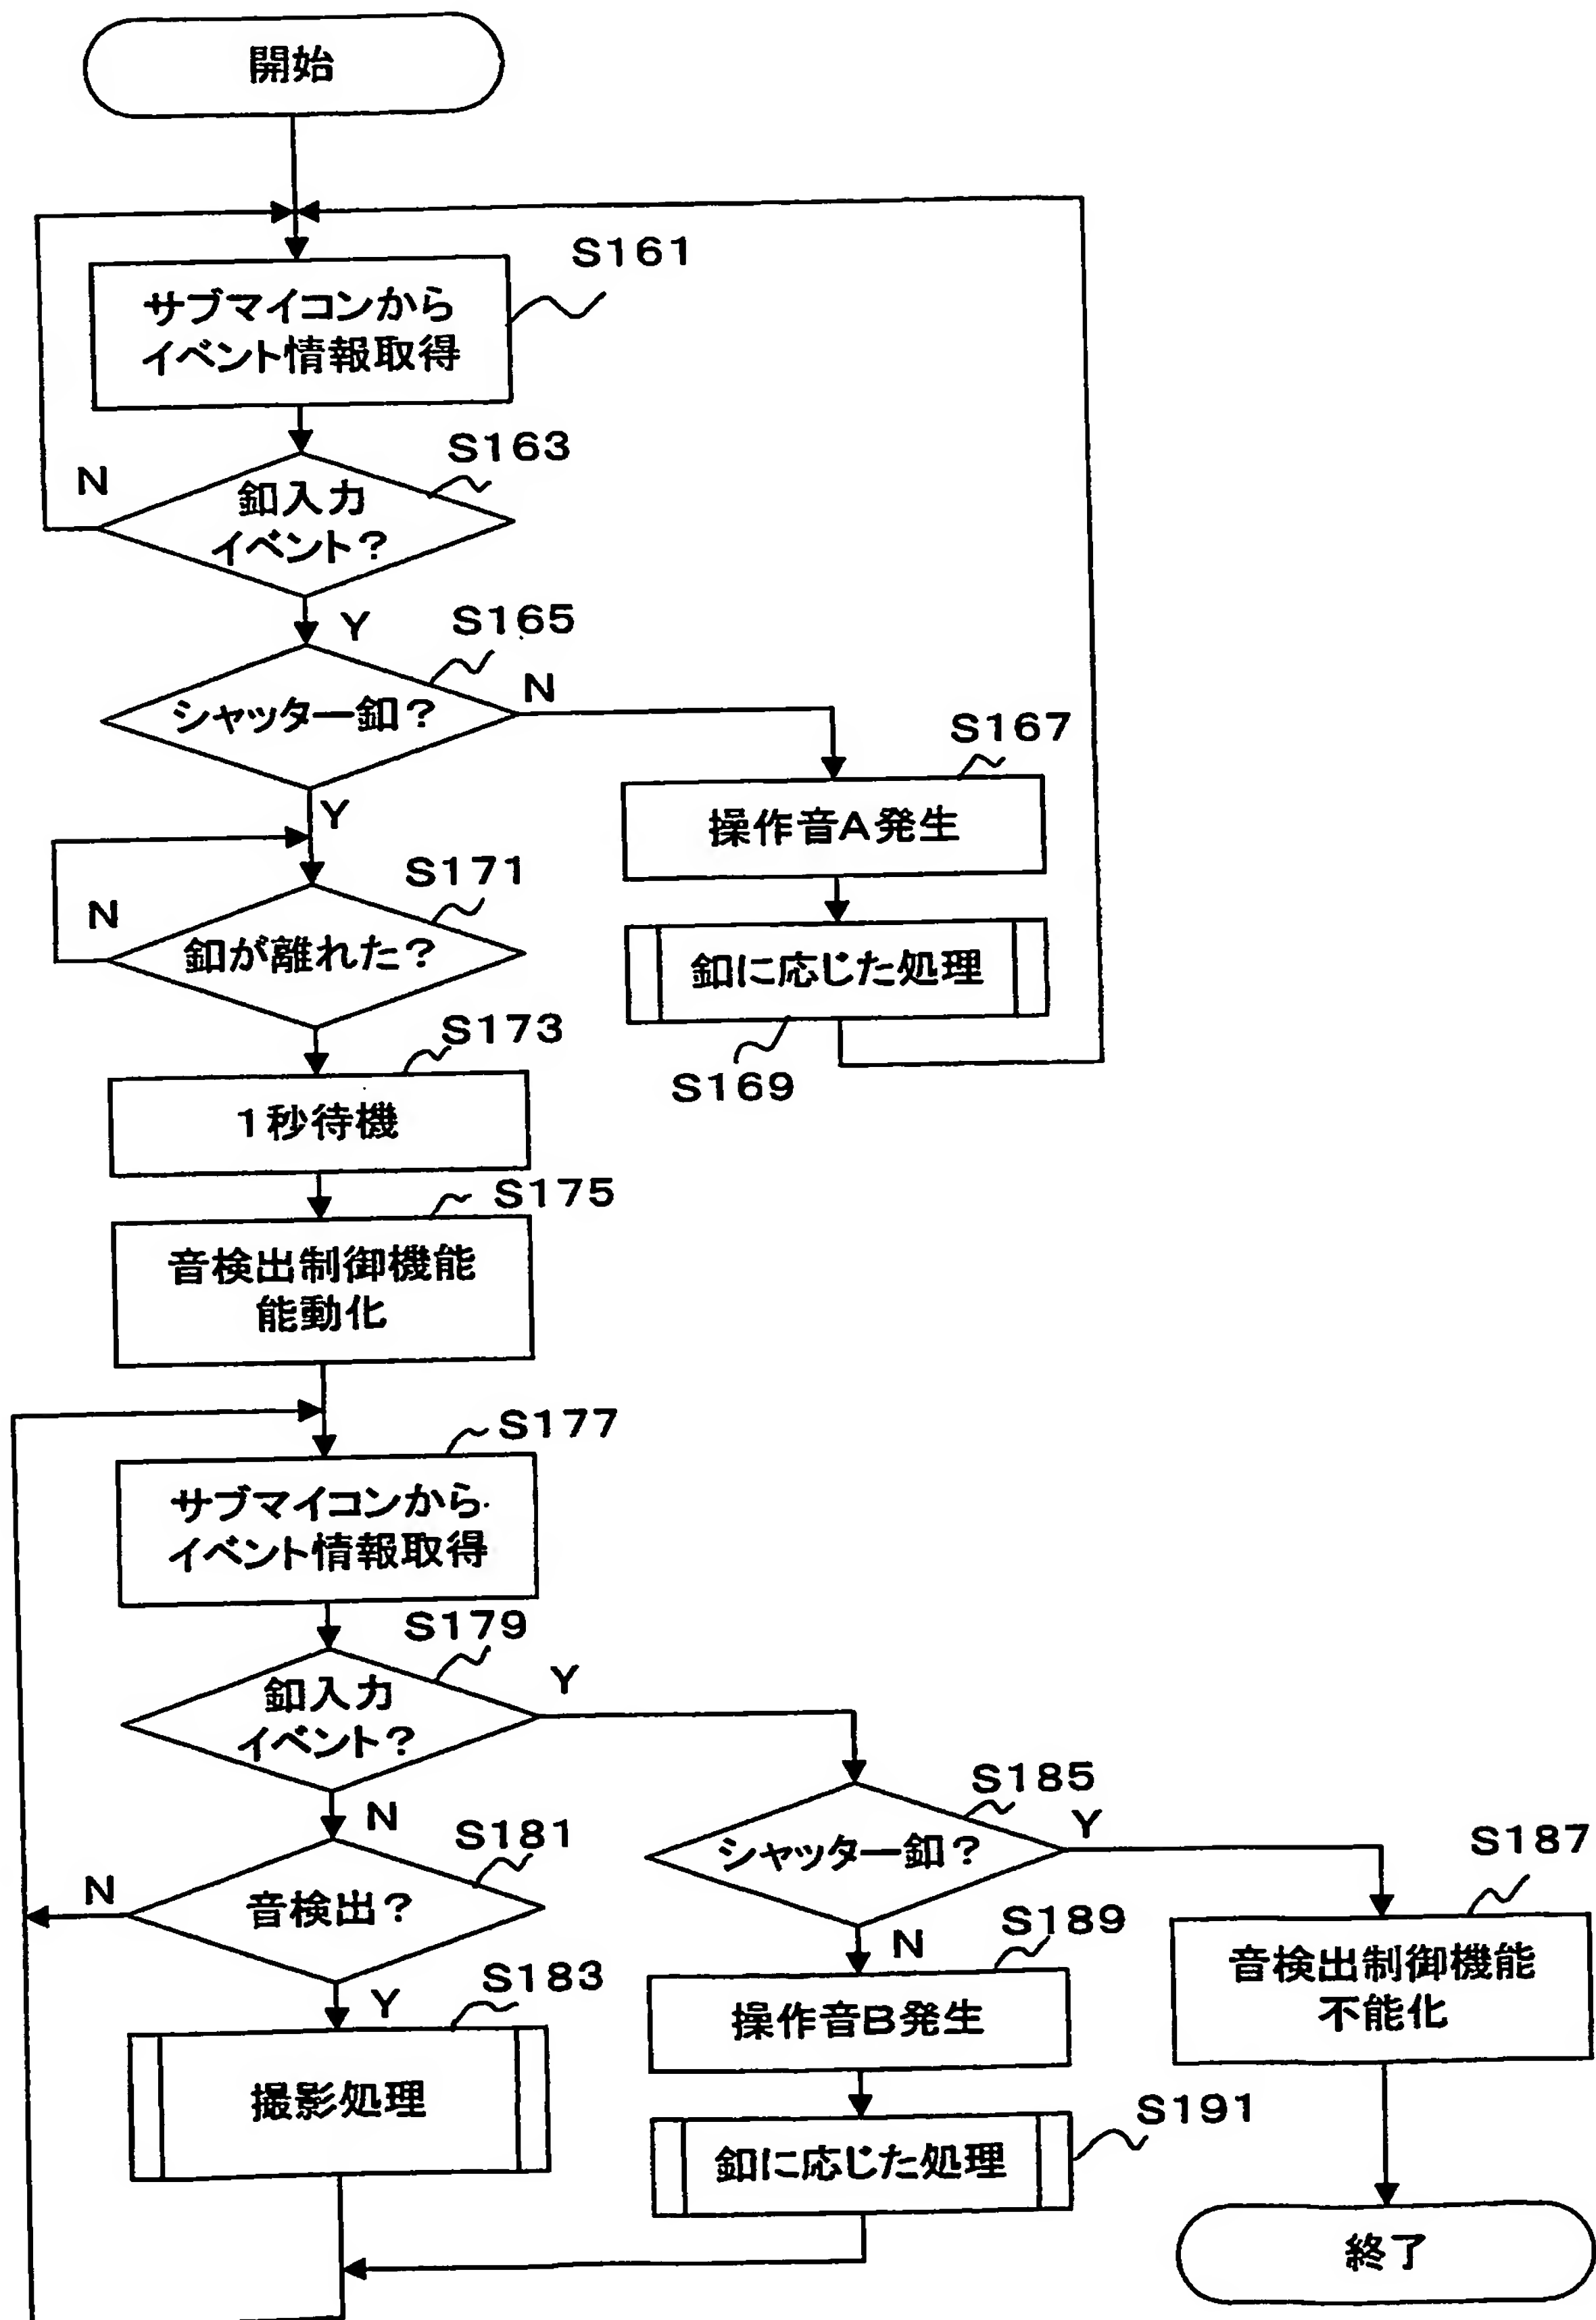 開始
S161
サブマイコンから
イベント情報取得
S163
N
釦入力
イベント?
Y
S165
シャッター釦?
N
S167
Y
操作音A発生
S171
N
釦が離れた?
釦に応じた処理
S173
S169
1秒待機
S175
音検出制御機能
能動化
S177
サブマイコンから
イベント情報取得
S179
釦入力
イベント?
Y
S185
N
シャッター釦?
Y
S181
S187
N
音検出?
N
S189
音検出制御機能
不能化
S183
Y
操作音B発生
撮影処理
S191
釦に応じた処理
終了